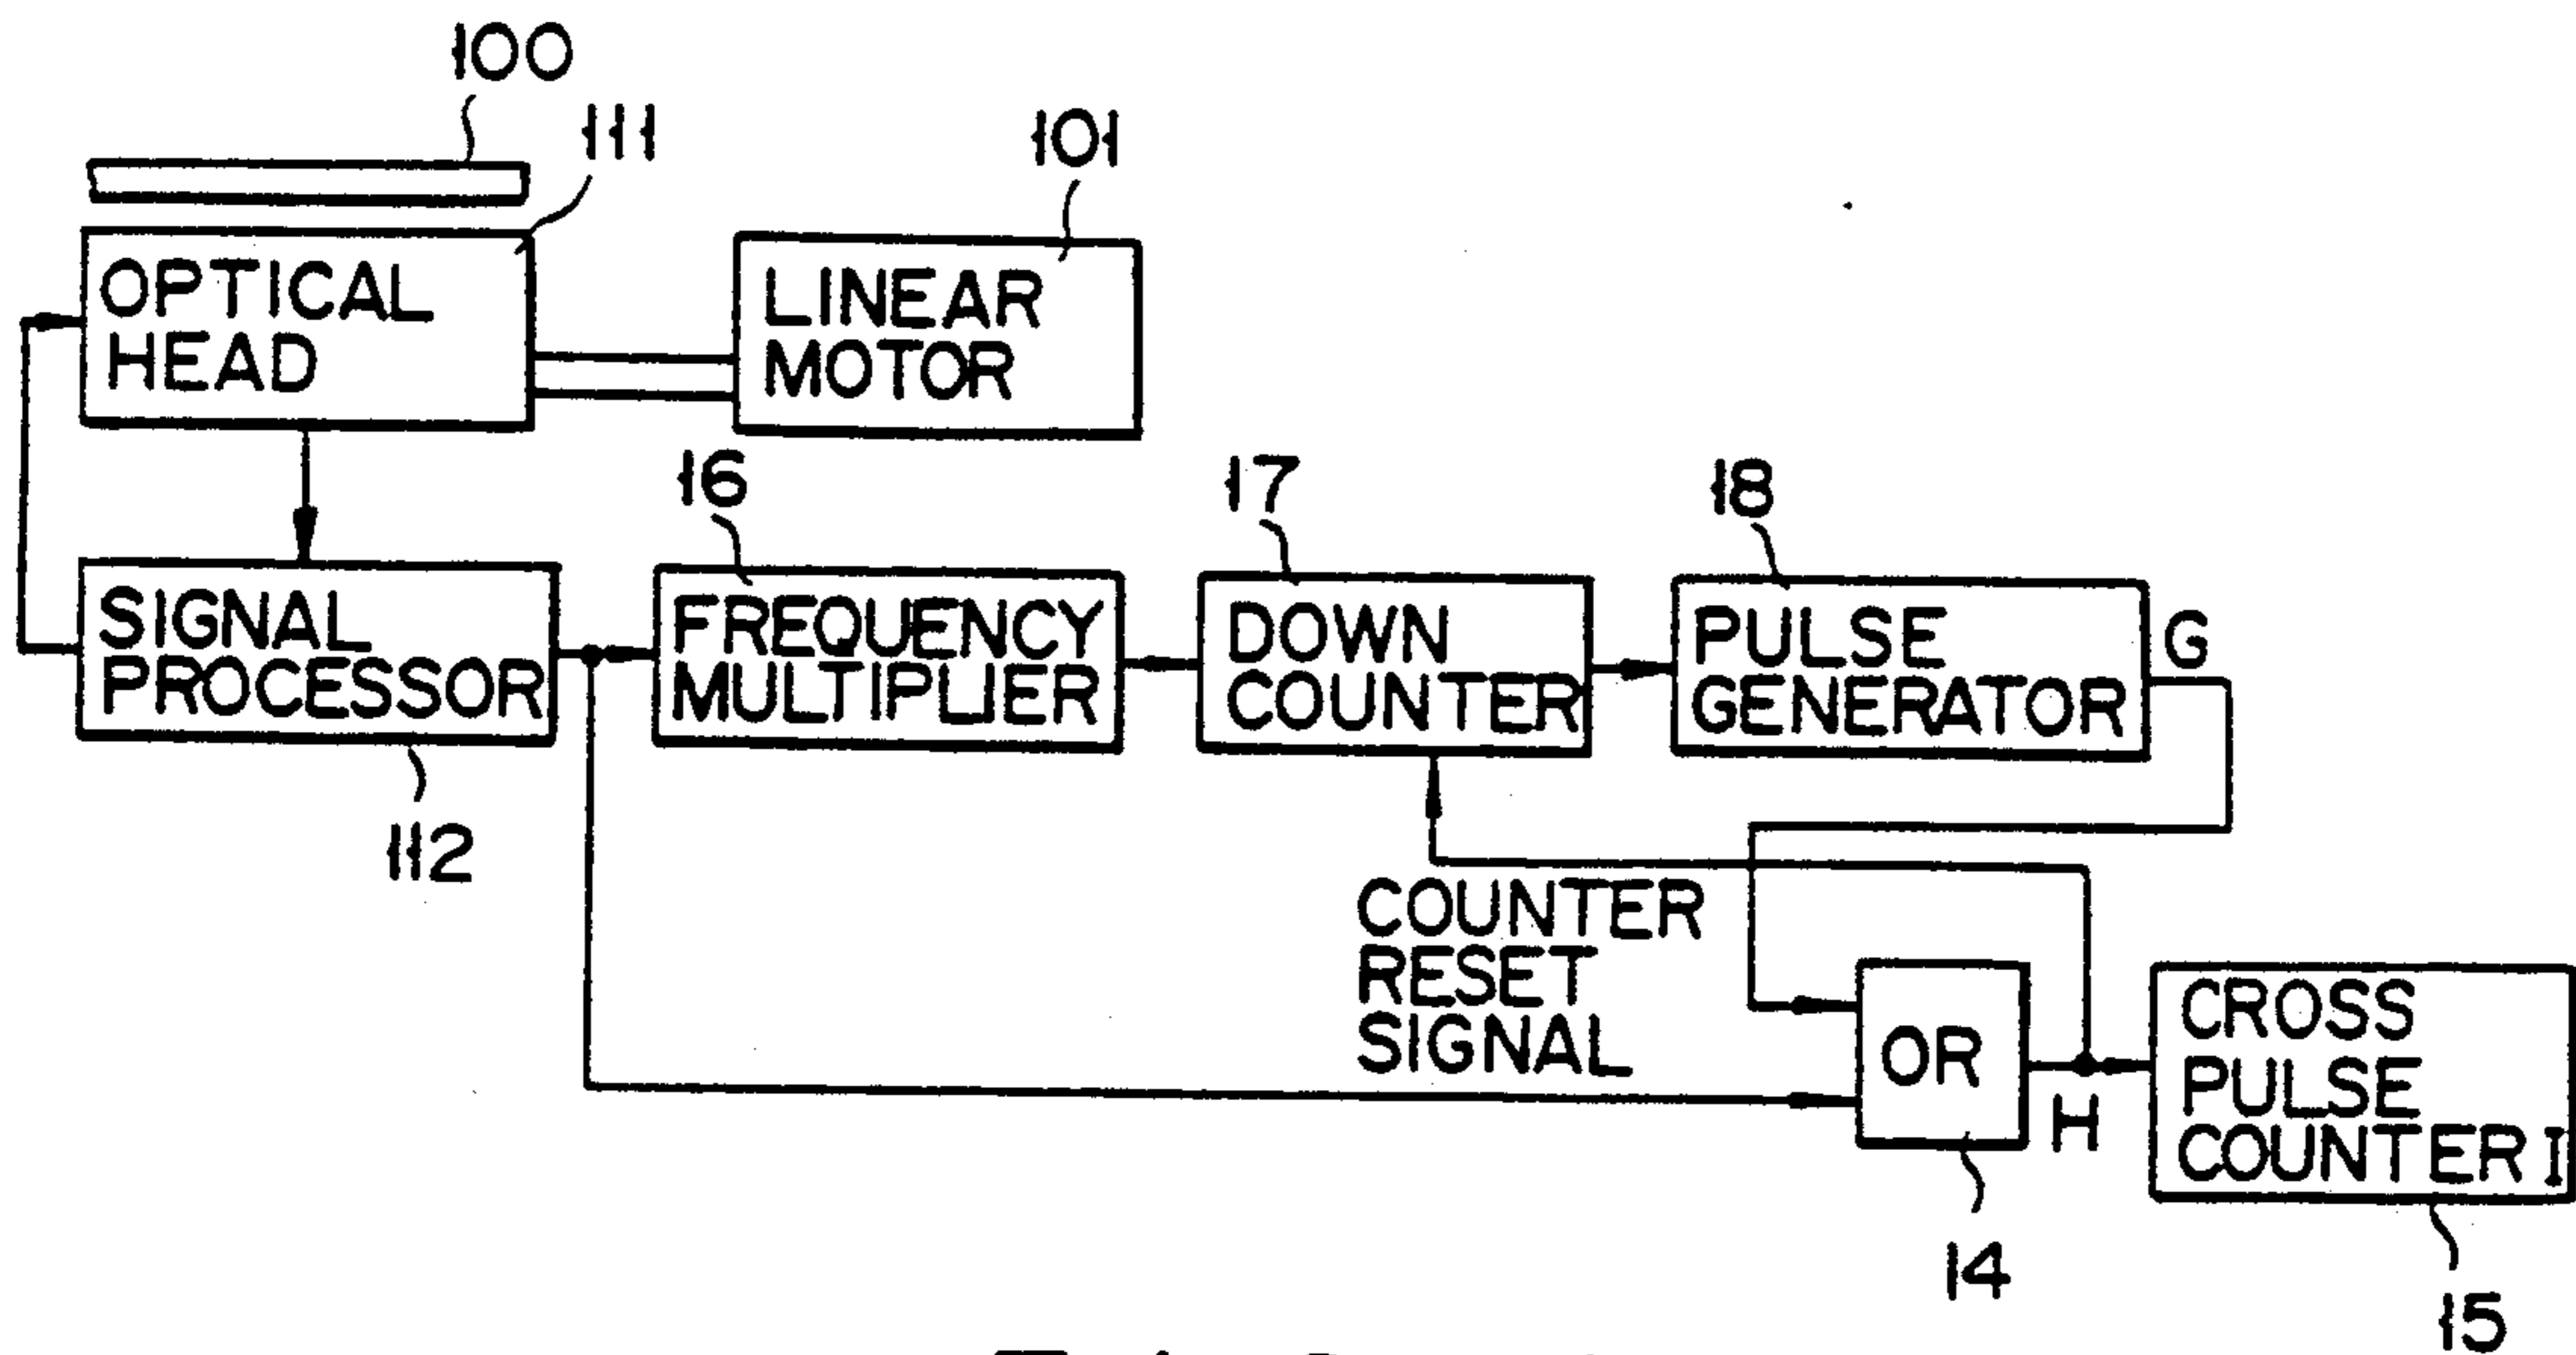 100
111
101
OPTICAL
HEAD
LINEAR
MOTOR
16
17
18
SIGNAL
PROCESSOR
FREQUENCY
MULTIPLIER
DOWN
COUNTER
PULSE
GENERATOR
G
112
COUNTER
RESET
SIGNAL
OR
H
CROSS
PULSE
COUNTER I
14
15